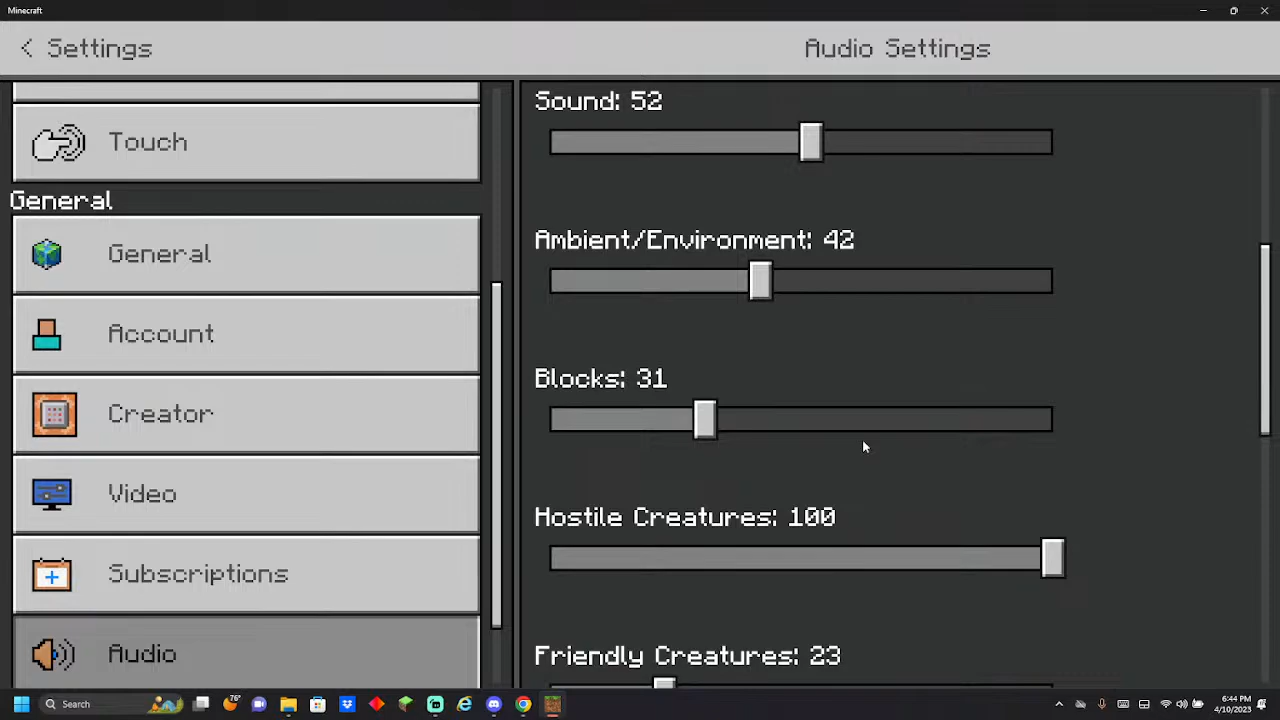 Minecraft
Settings
Audio Settings
Touch
General
General
Account
Creator
Video
Subscriptions
Audio
Sound: 52
Ambient/Environment: 42
Blocks: 31
Hostile Creatures: 100
Friendly Creatures: 23
Search
76°
6:44 PM
4/10/2023